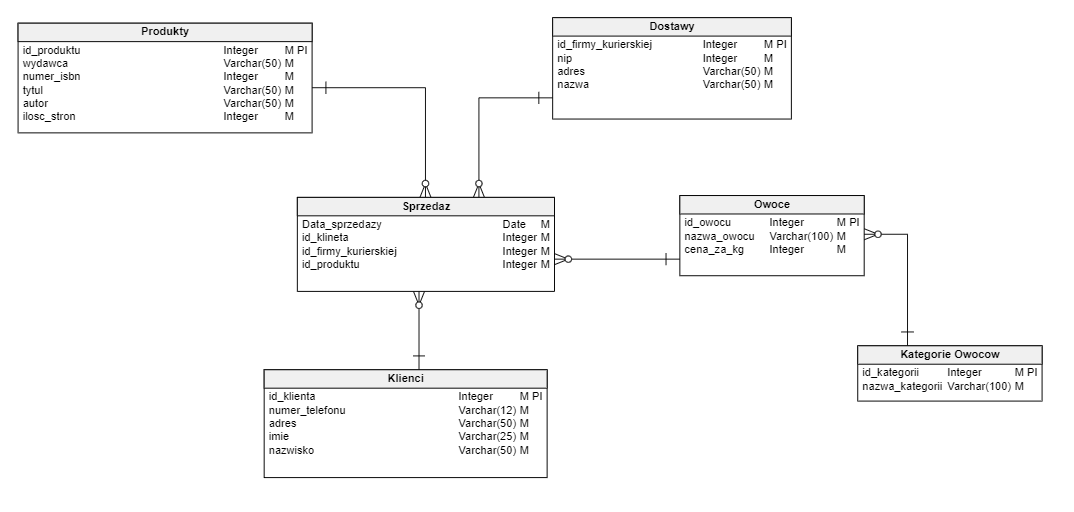 Produkty
id_produktu Integer M PI
wydawca Varchar(50) M
numer_isbn Integer M
tytul Varchar(50) M
autor Varchar(50) M
ilosc_stron Integer M
Dostawy
id_firmy_kurierskiej Integer M PI
nip Integer M
adres Varchar(50) M
nazwa Varchar(50) M
Sprzedaz
Data_sprzedazy Date M
id_klineta Integer M
id_firmy_kurierskiej Integer M
id_produktu Integer M
Owoce
id_owocu Integer M PI
nazwa_owocu Varchar(100) M
cena_za_kg Integer M
Kategorie Owocow
id_kategorii Integer M PI
nazwa_kategorii Varchar(100) M
Klienci
id_klienta Integer M PI
numer_telefonu Varchar(12) M
adres Varchar(50) M
imie Varchar(25) M
nazwisko Varchar(50) M